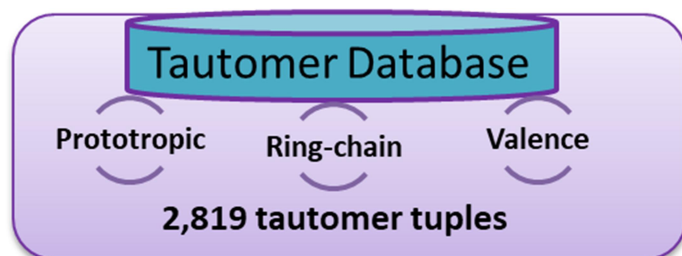 Tautomer Database
Prototropic Ring-chain Valence
2,819 tautomer tuples